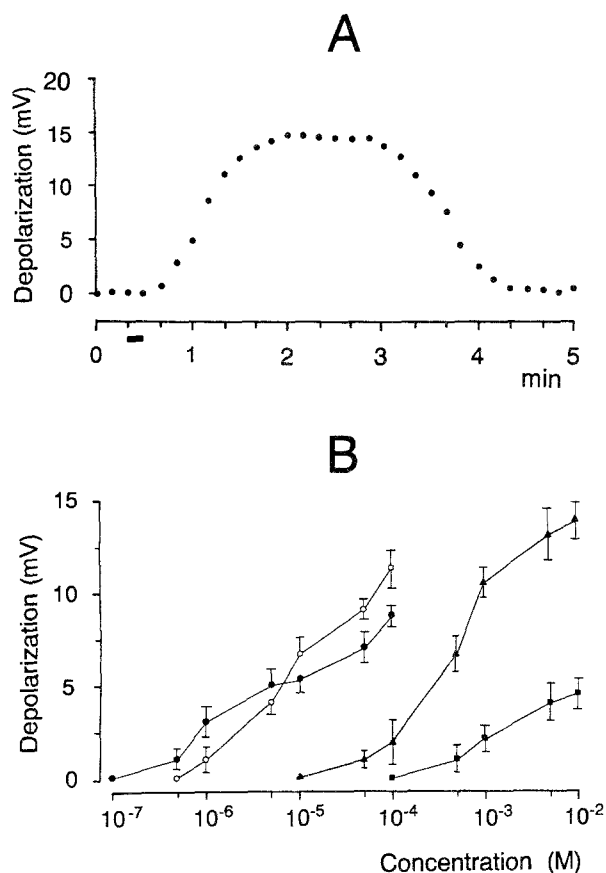 A
Depolarization (mV)
20
15
10
5
0
0 1 2 3 4 5
min
B
Depolarization (mV)
15
10
5
0
10⁻⁷ 10⁻⁶ 10⁻⁵ 10⁻⁴ 10⁻³ 10⁻²
Concentration (M)